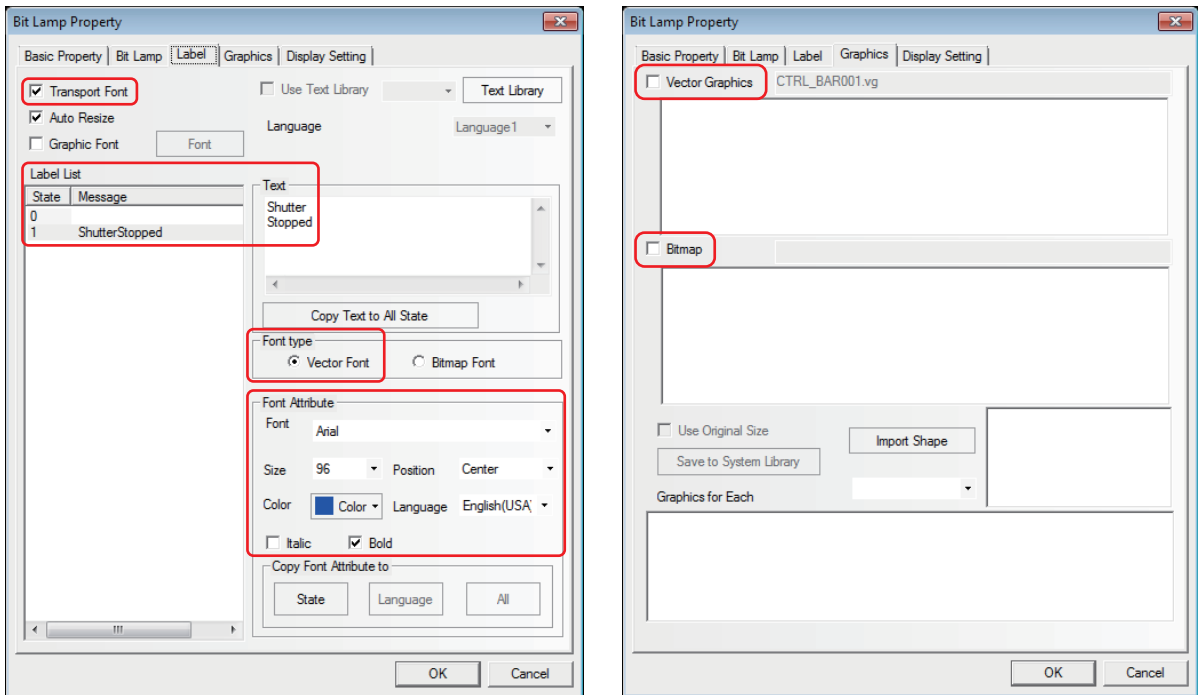 Bit Lamp Property
Basic Property Bit Lamp Label Graphics Display Setting
Transport Font
Use Text Library
Text Library
Auto Resize
Language
Language1
Graphic Font
Font
Label List
State Message
0
1 ShutterStopped
Text
Shutter
Stopped
Copy Text to All State
Font type
Vector Font
Bitmap Font
Font Attribute
Font
Arial
Size 96 Position Center
Color Color Language English(USA)
Italic Bold
Copy Font Attribute to
State Language All
OK Cancel
Bit Lamp Property
Basic Property Bit Lamp Label Graphics Display Setting
Vector Graphics CTRL_BAR001.vg
Bitmap
Use Original Size
Import Shape
Save to System Library
Graphics for Each
OK Cancel